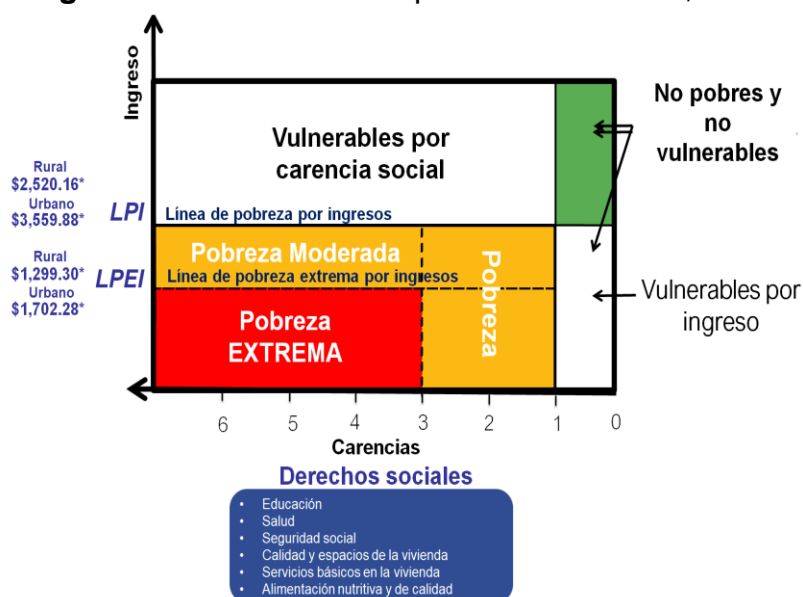 Ingreso
Vulnerables por
carencia social
No pobres y
no
vulnerables
Rural
$2,520.16*
Urbano
$3,559.88*
LPI
Línea de pobreza por ingresos
Rural
$1,299.30*
Urbano
$1,702.28*
LPEI
Pobreza Moderada
Línea de pobreza extrema por ingresos
Pobreza
Pobreza
EXTREMA
Vulnerables por
ingreso
6 5 4 3 2 1 0
Carencias
Derechos sociales
• Educación
• Salud
• Seguridad social
• Calidad y espacios de la vivienda
• Servicios básicos en la vivienda
• Alimentación nutritiva y de calidad